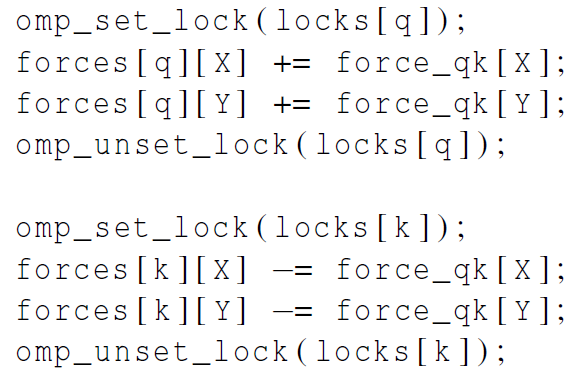 omp_set_lock(locks[q]);
forces[q][X] += force_qk[X];
forces[q][Y] += force_qk[Y];
omp_unset_lock(locks[q]);
omp_set_lock(locks[k]);
forces[k][X] −= force_qk[X];
forces[k][Y] −= force_qk[Y];
omp_unset_lock(locks[k]);